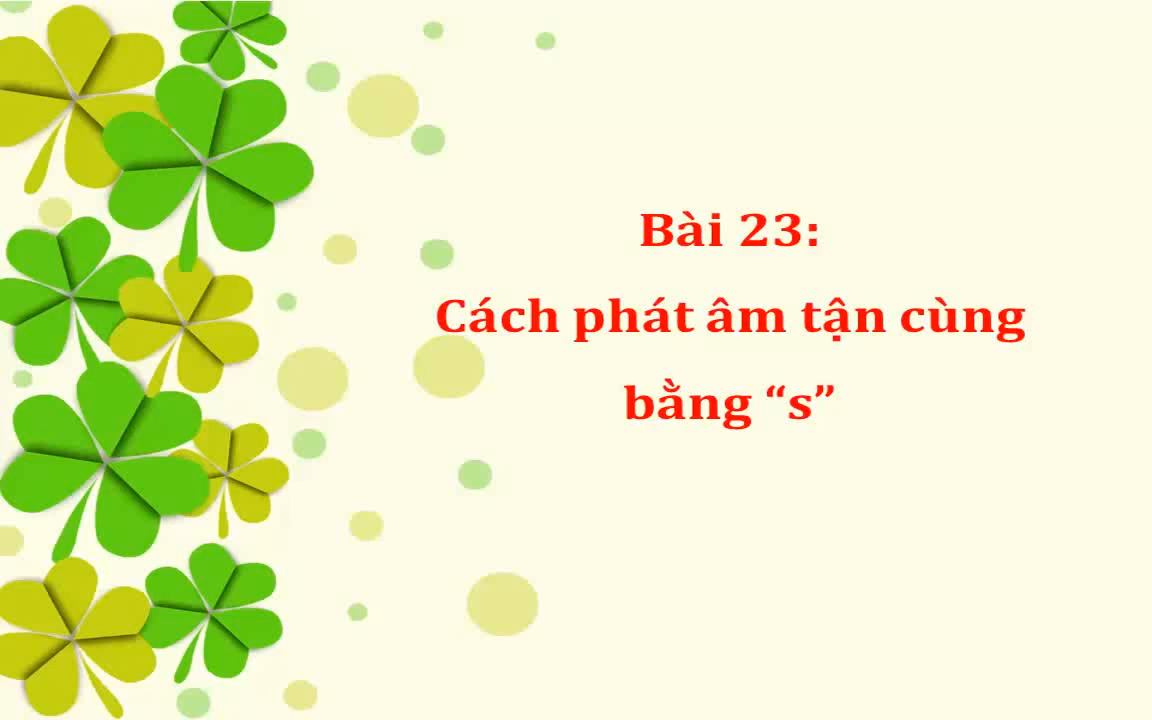 Bài 23:
Cách phát âm tận cùng
bằng “s”